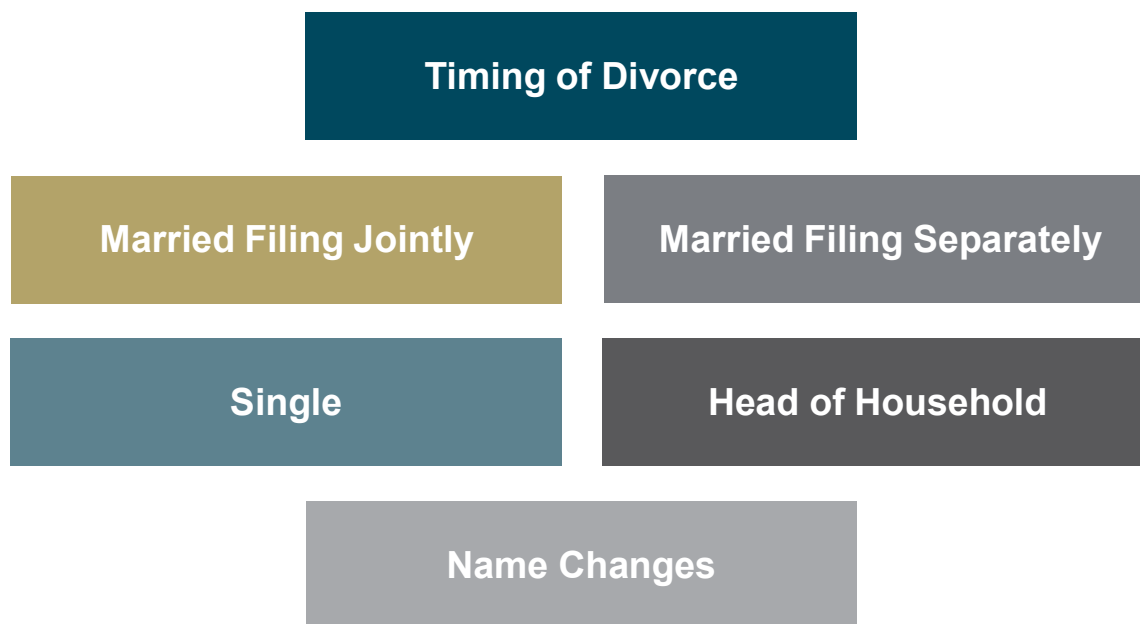 Timing of Divorce
Married Filing Jointly
Married Filing Separately
Single
Head of Household
Name Changes